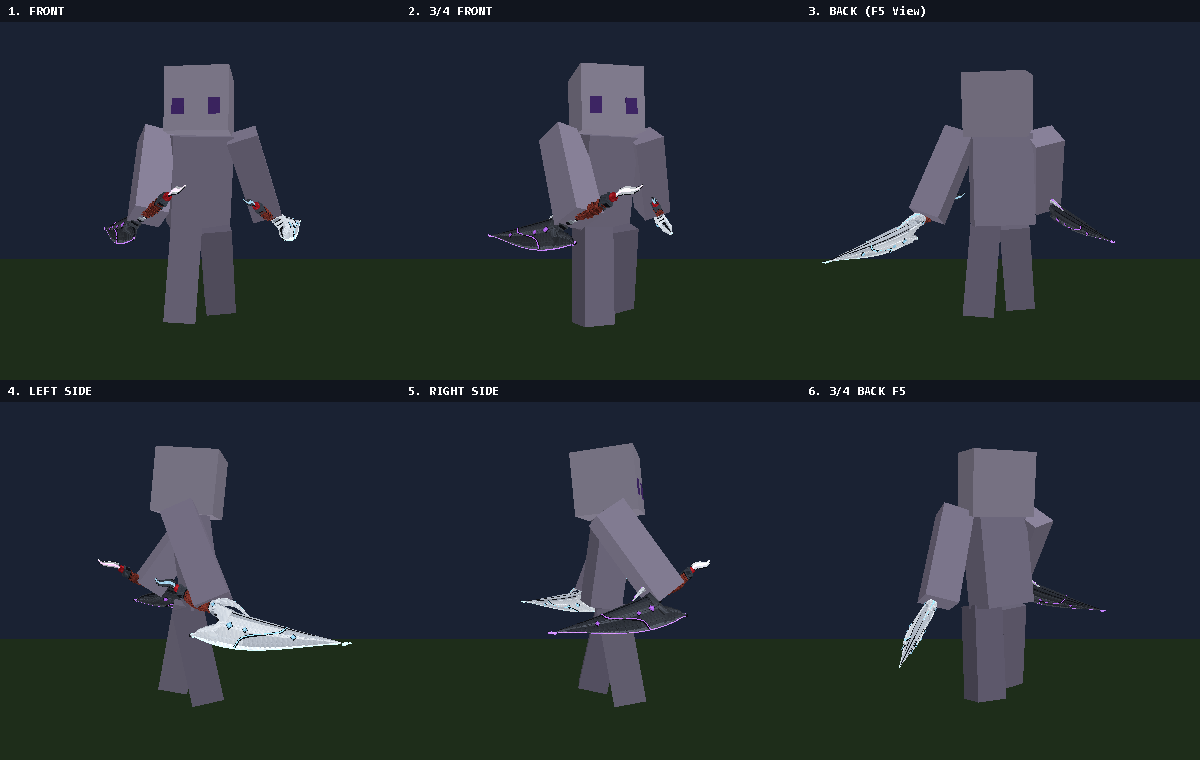 1. FRONT
2. 3/4 FRONT
3. BACK (F5 View)
4. LEFT SIDE
5. RIGHT SIDE
6. 3/4 BACK F5